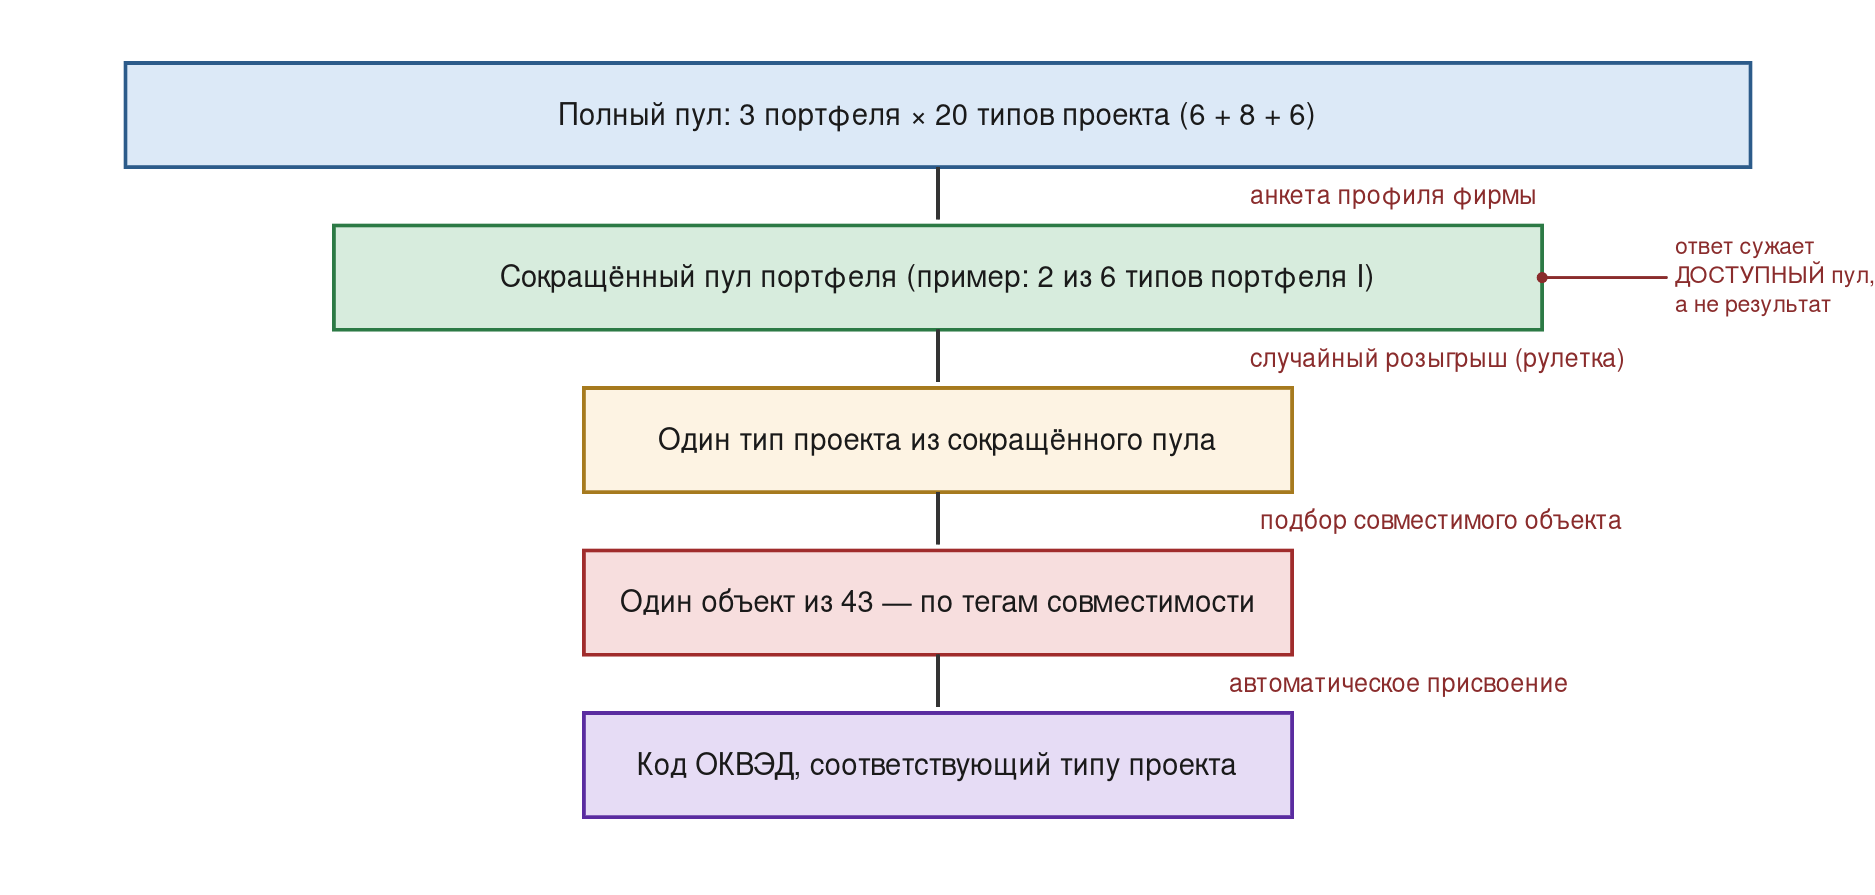 Полный пул: 3 портфеля × 20 типов проекта (6 + 8 + 6)
анкета профиля фирмы
Сокращённый пул портфеля (пример: 2 из 6 типов портфеля I)
ответ сужает
ДОСТУПНЫЙ пул,
а не результат
случайный розыгрыш (рулетка)
Один тип проекта из сокращённого пула
подбор совместимого объекта
Один объект из 43 — по тегам совместимости
автоматическое присвоение
Код ОКВЭД, соответствующий типу проекта